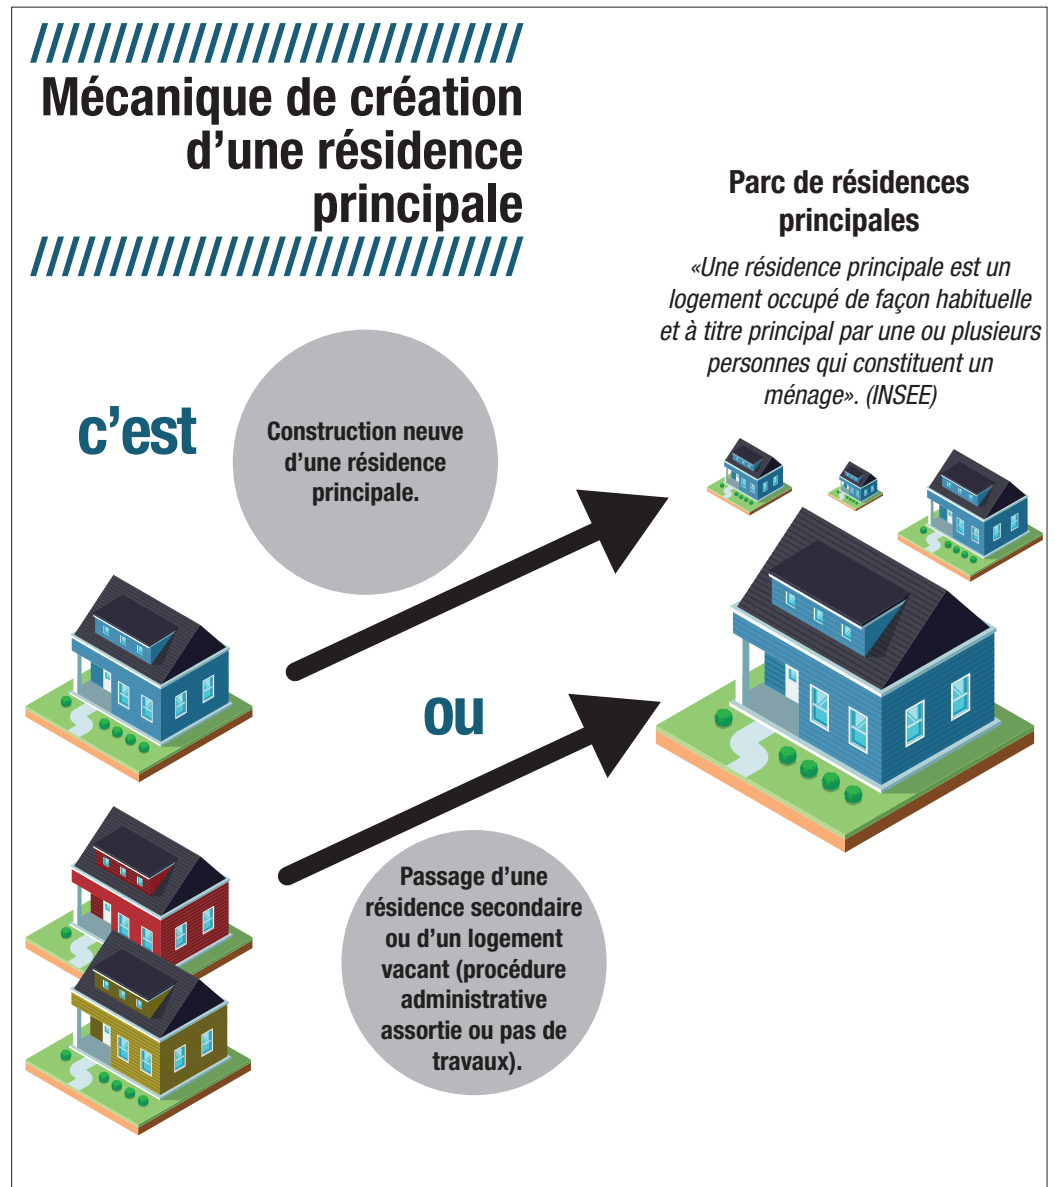 Mécanique de création
d’une résidence
principale
Parc de résidences
principales
«Une résidence principale est un
logement occupé de façon habituelle
et à titre principal par une ou plusieurs
personnes qui constituent un
ménage». (INSEE)
c’est
Construction neuve
d’une résidence
principale.
ou
Passage d’une
résidence secondaire
ou d’un logement
vacant (procédure
administrative
assortie ou pas de
travaux).